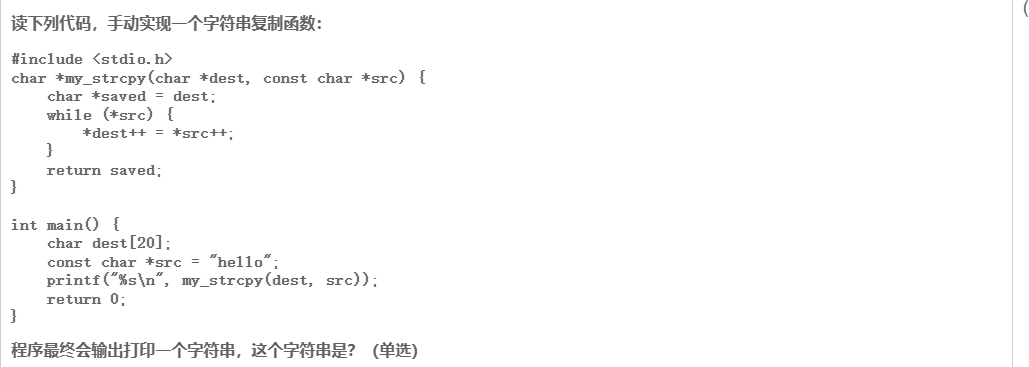 读下列代码，手动实现一个字符串复制函数：
#include <stdio.h>
char *my_strcpy(char *dest, const char *src) {
    char *saved = dest;
    while (*src) {
        *dest++ = *src++;
    }
    return saved;
}

int main() {
    char dest[20];
    const char *src = "hello";
    printf("%s\n", my_strcpy(dest, src));
    return 0;
}
程序最终会输出打印一个字符串，这个字符串是？（单选）